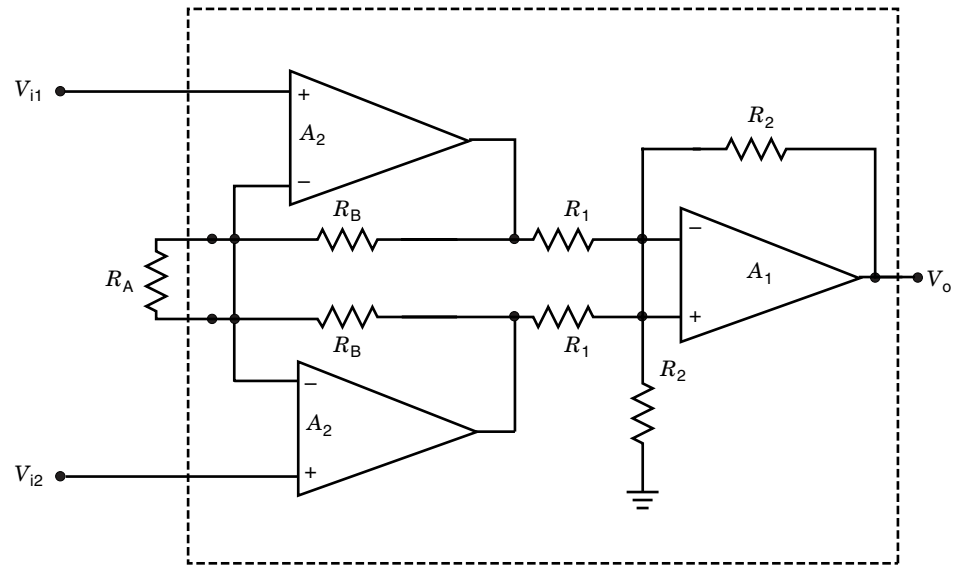 V_i1
+
A_2
−
R_2
R_B
R_1
−
R_A
A_1
V_o
+
R_B
R_1
R_2
−
A_2
V_i2
+